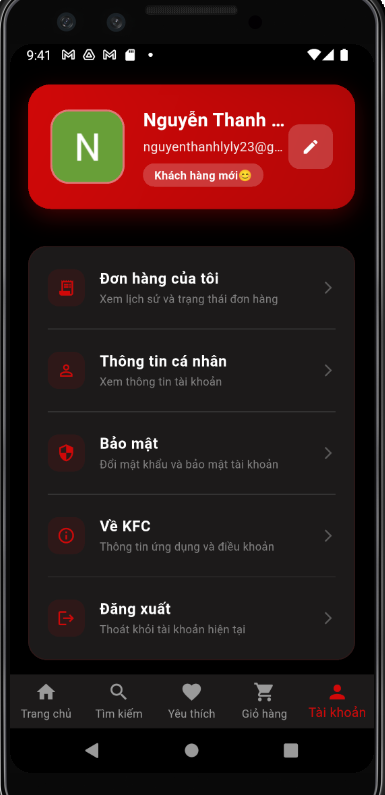 9:41
N
Nguyễn Thanh ...
nguyenthanhlyly23@g...
Khách hàng mới😊
Đơn hàng của tôi
Xem lịch sử và trạng thái đơn hàng
Thông tin cá nhân
Xem thông tin tài khoản
Bảo mật
Đổi mật khẩu và bảo mật tài khoản
Về KFC
Thông tin ứng dụng và điều khoản
Đăng xuất
Thoát khỏi tài khoản hiện tại
Trang chủ
Tìm kiếm
Yêu thích
Giỏ hàng
Tài khoản